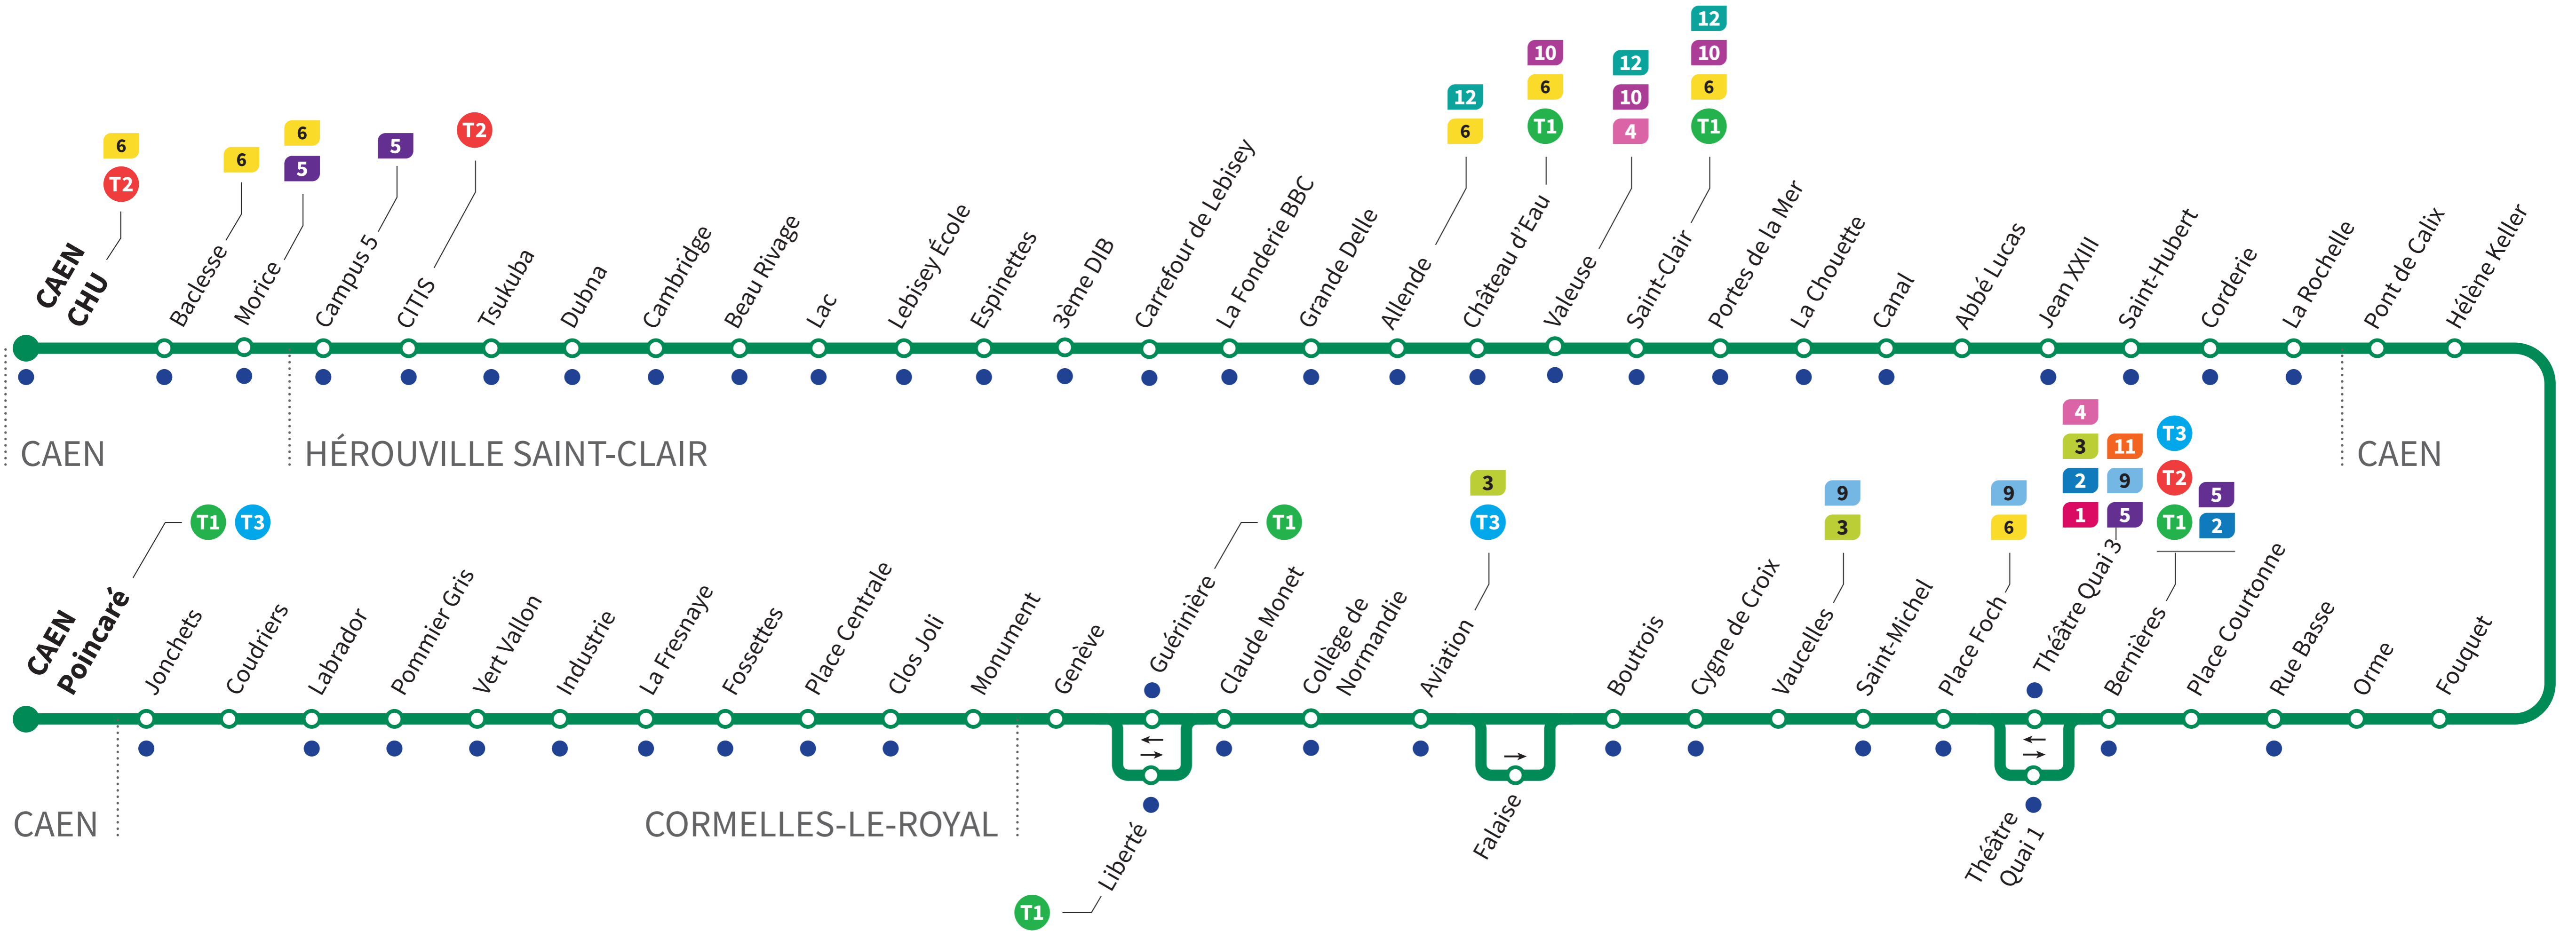 6
T2
6
6
5
5
T2
12
6
10
6
T1
12
10
4
12
10
6
T1
CAEN
CHU
Baclesse
Morice
Campus 5
CITIS
Tsukuba
Dubna
Cambridge
Beau Rivage
Lac
Lebisey École
Espinettes
3ème DIB
Carrefour de Lebisey
La Fonderie BBC
Grande Delle
Allende
Château d'Eau
Valeuse
Saint-Clair
Portes de la Mer
La Chouette
Canal
Abbé Lucas
Jean XXIII
Saint-Hubert
Corderie
La Rochelle
Pont de Calix
Hélène Keller
CAEN
HÉROUVILLE SAINT-CLAIR
CAEN
T1 T3
T1
3
T3
9
3
9
6
4
3 11
2 9
1 5
T3
T2
T1
5
2
CAEN
Poincaré
Jonchets
Coudriers
Labrador
Pommier Gris
Vert Vallon
Industrie
La Fresnaye
Fossettes
Place Centrale
Clos Joli
Monument
Genève
Guérinière
Claude Monet
Collège de
Normandie
Aviation
Boutrois
Cygne de Croix
Vaucelles
Saint-Michel
Place Foch
Théâtre Quai 3
Bernières
Place Courtonne
Rue Basse
Orme
Fouquet
CAEN
CORMELLES-LE-ROYAL
Liberté
T1
Falaise
Théâtre
Quai 1